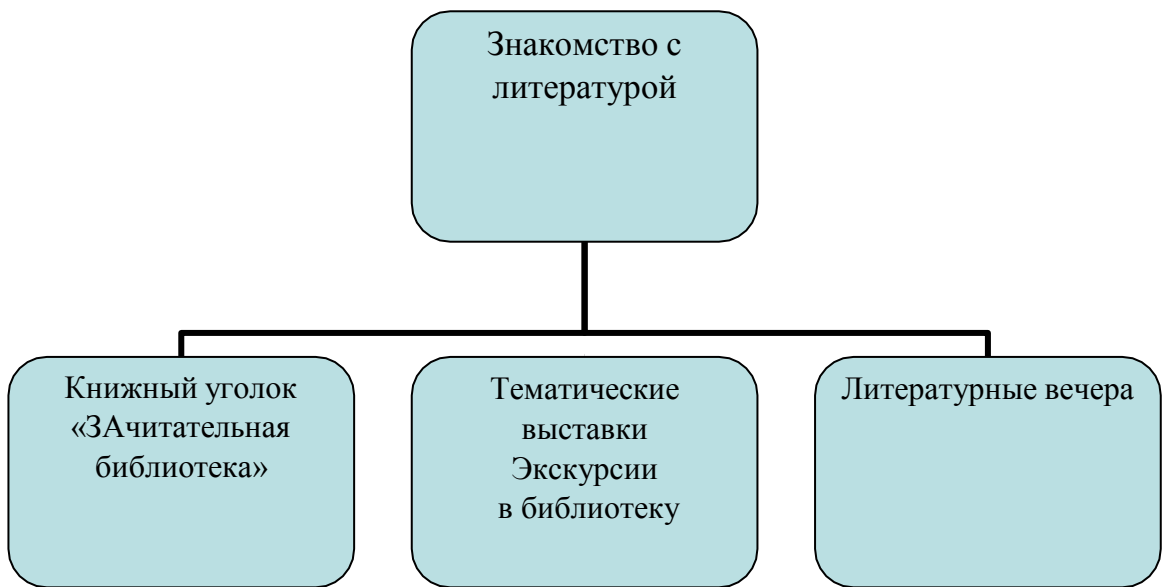 Знакомство с
литературой
Книжный уголок
«ЗАчитательная
библиотека»
Тематические
выставки
Экскурсии
в библиотеку
Литературные вечера